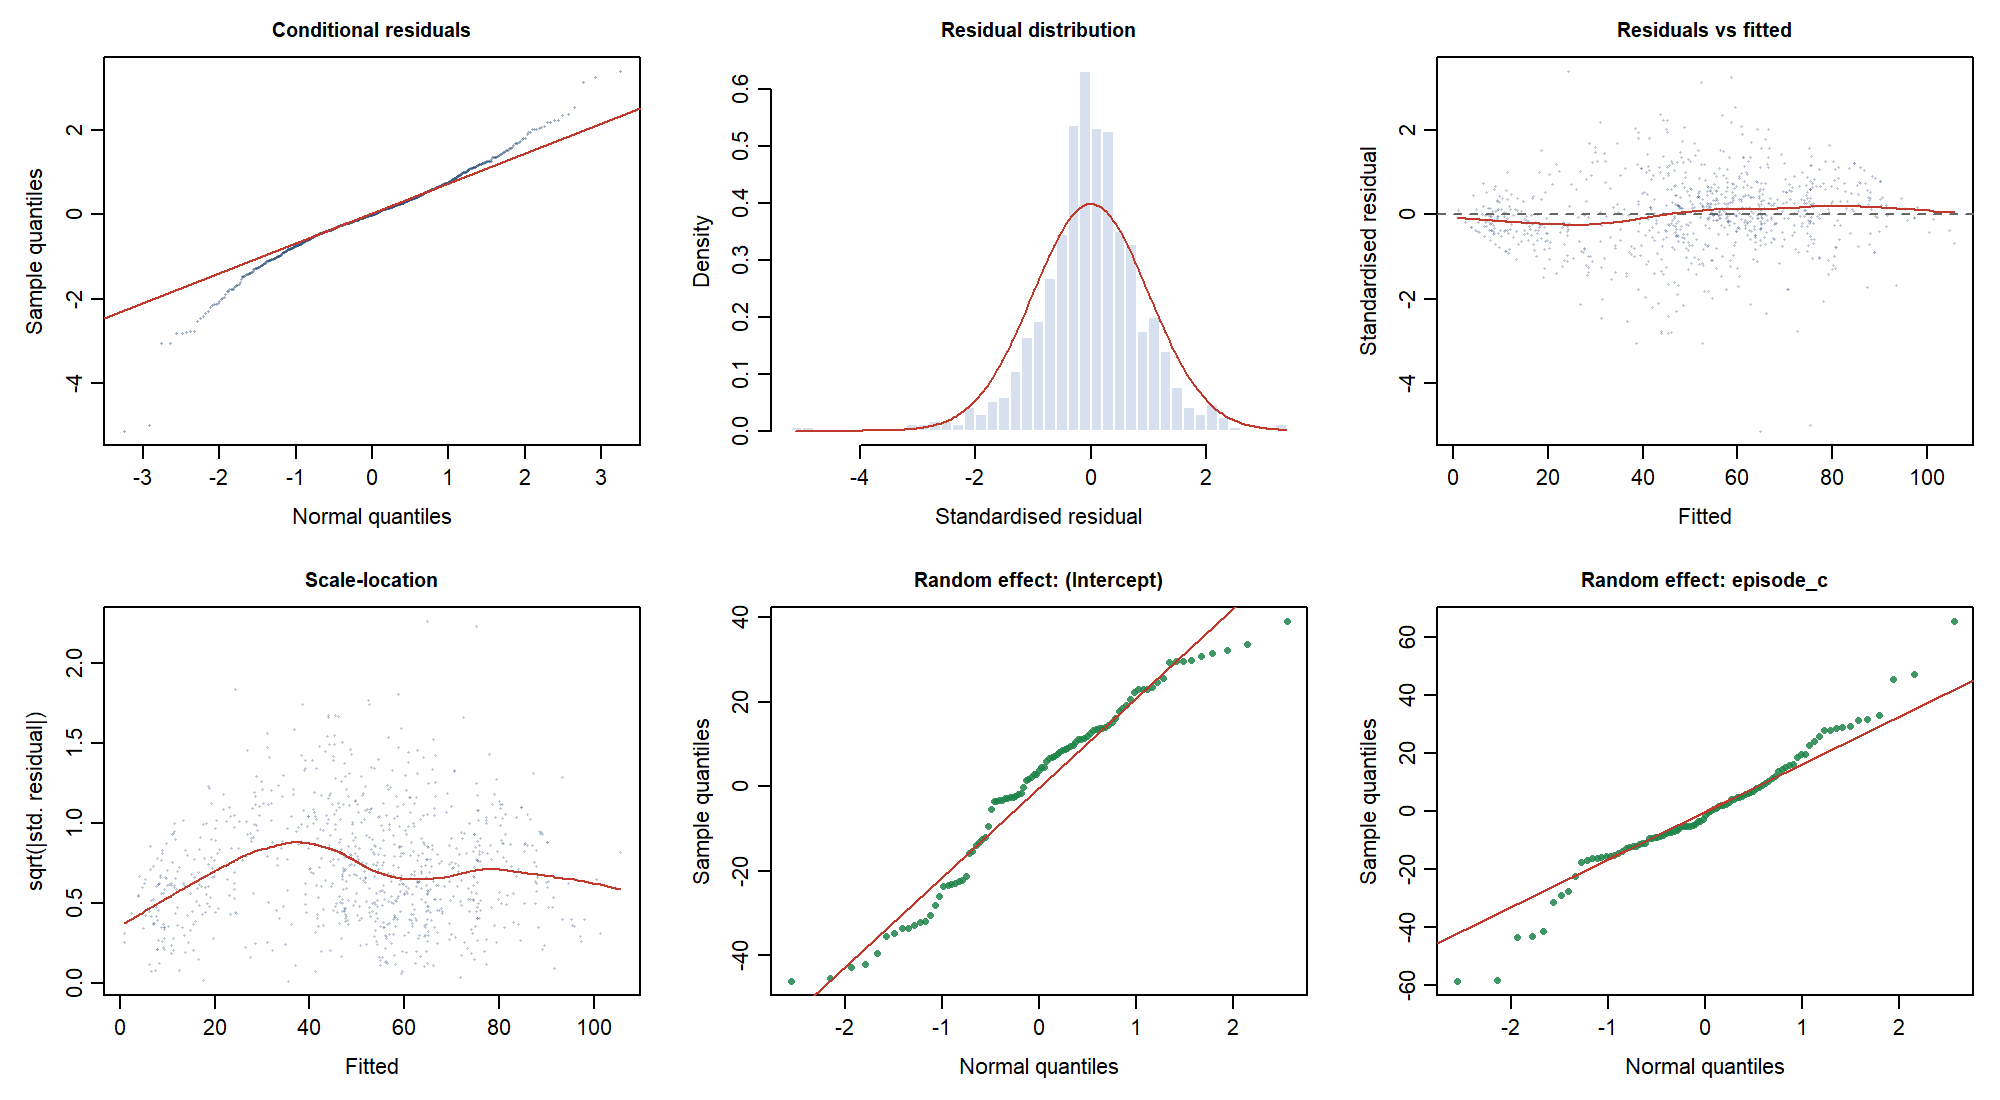 Conditional residuals
Sample quantiles
2
0
-2
-4
-3 -2 -1 0 1 2 3
Normal quantiles
Residual distribution
Density
0.6
0.5
0.4
0.3
0.2
0.1
0.0
-4 -2 0 2
Standardised residual
Residuals vs fitted
Standardised residual
2
0
-2
-4
0 20 40 60 80 100
Fitted
Scale-location
sqrt(|std. residual|)
2.0
1.5
1.0
0.5
0.0
0 20 40 60 80 100
Fitted
Random effect: (Intercept)
Sample quantiles
40
20
0
-20
-40
-2 -1 0 1 2
Normal quantiles
Random effect: episode_c
Sample quantiles
60
40
20
0
-20
-40
-60
-2 -1 0 1 2
Normal quantiles